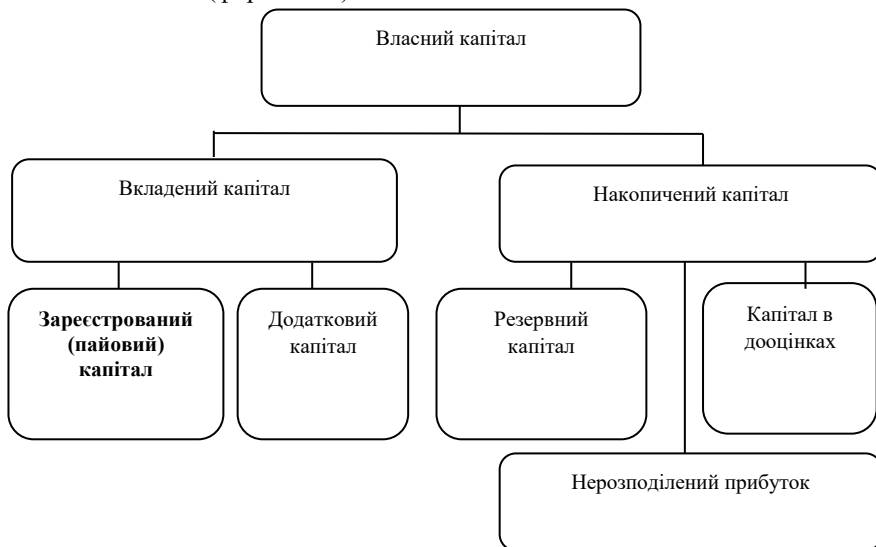 Власний капітал
Вкладений капітал
Накопичений капітал
Зареєстрований
(пайовий)
капітал
Додатковий
капітал
Резервний
капітал
Капітал в
дооцінках
Нерозподілений прибуток